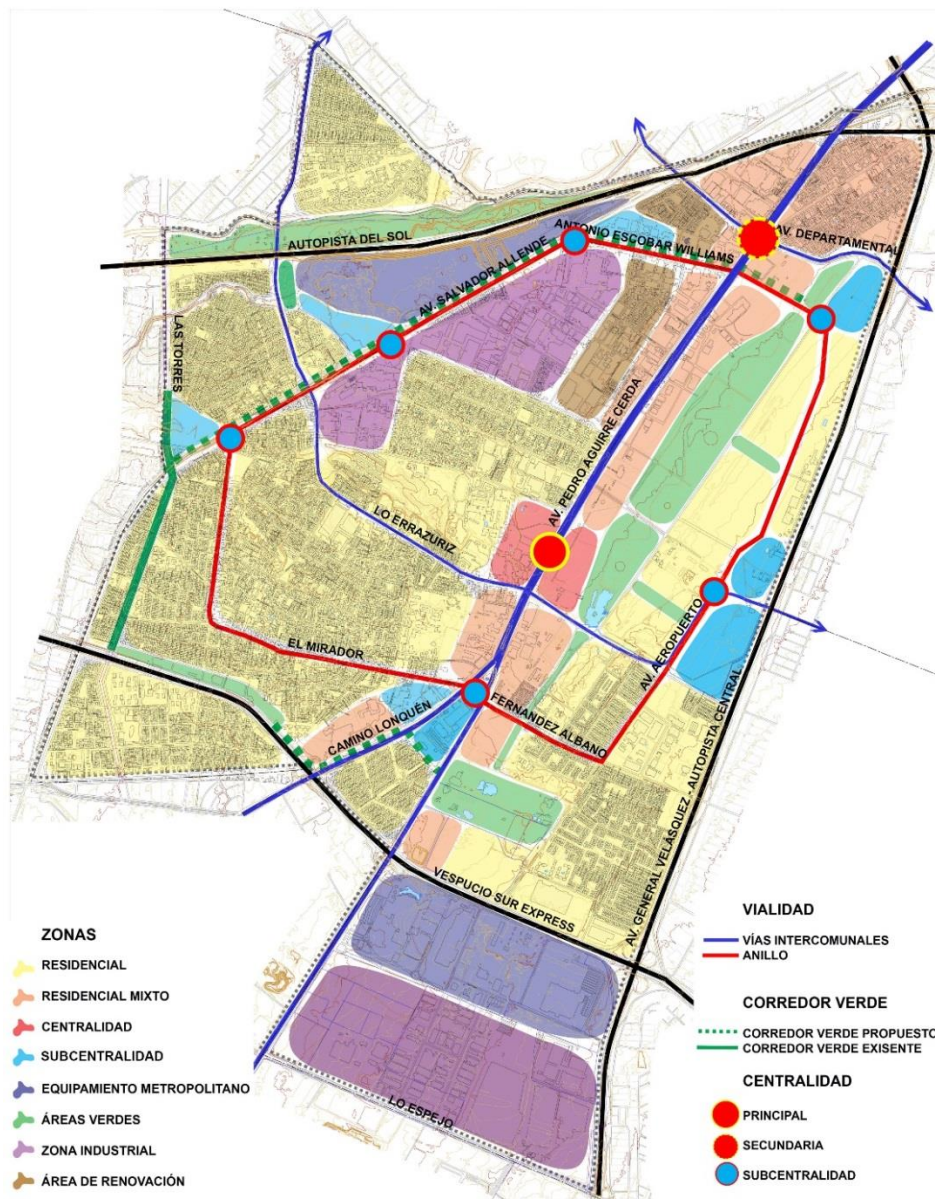 AUTOPISTA DEL SOL
AV. SALVADOR ALLENDE
ANTONIO ESCOBAR WILLIAMS
AV. DEPARTAMENTAL
LAS TORRES
AV. PEDRO AGUIRRE CERDA
LO ERRAZURIZ
EL MIRADOR
AV. AEROPUERTO
FERNANDEZ ALBANO
CAMINO LONQUÉN
AV. GENERAL VELÁSQUEZ - AUTOPISTA CENTRAL
VESPUCIO SUR EXPRESS
LO ESPEJO
ZONAS
RESIDENCIAL
RESIDENCIAL MIXTO
CENTRALIDAD
SUBCENTRALIDAD
EQUIPAMIENTO METROPOLITANO
ÁREAS VERDES
ZONA INDUSTRIAL
ÁREA DE RENOVACIÓN
VIALIDAD
VÍAS INTERCOMUNALES
ANILLO
CORREDOR VERDE
CORREDOR VERDE PROPUESTO
CORREDOR VERDE EXISENTE
CENTRALIDAD
PRINCIPAL
SECUNDARIA
SUBCENTRALIDAD